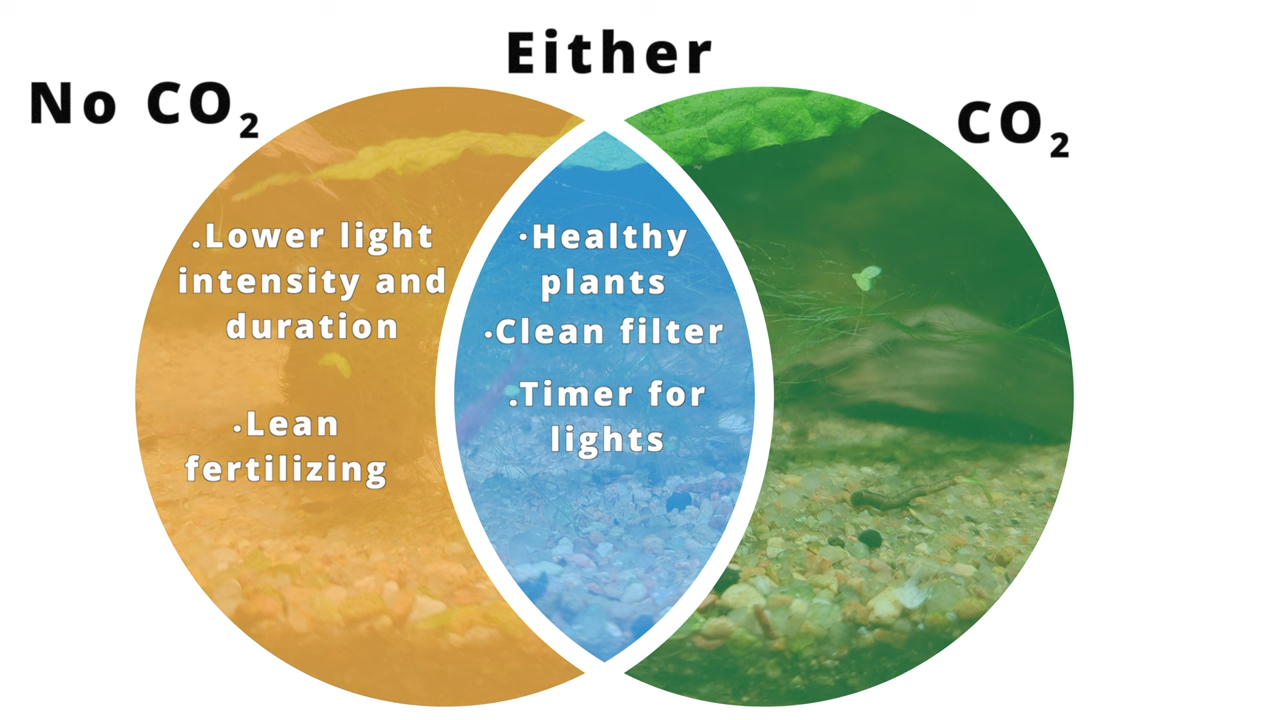 Either
No CO₂
CO₂
.Lower light
intensity and
duration
·Lean
fertilizing
·Healthy
plants
·Clean filter
.Timer for
lights